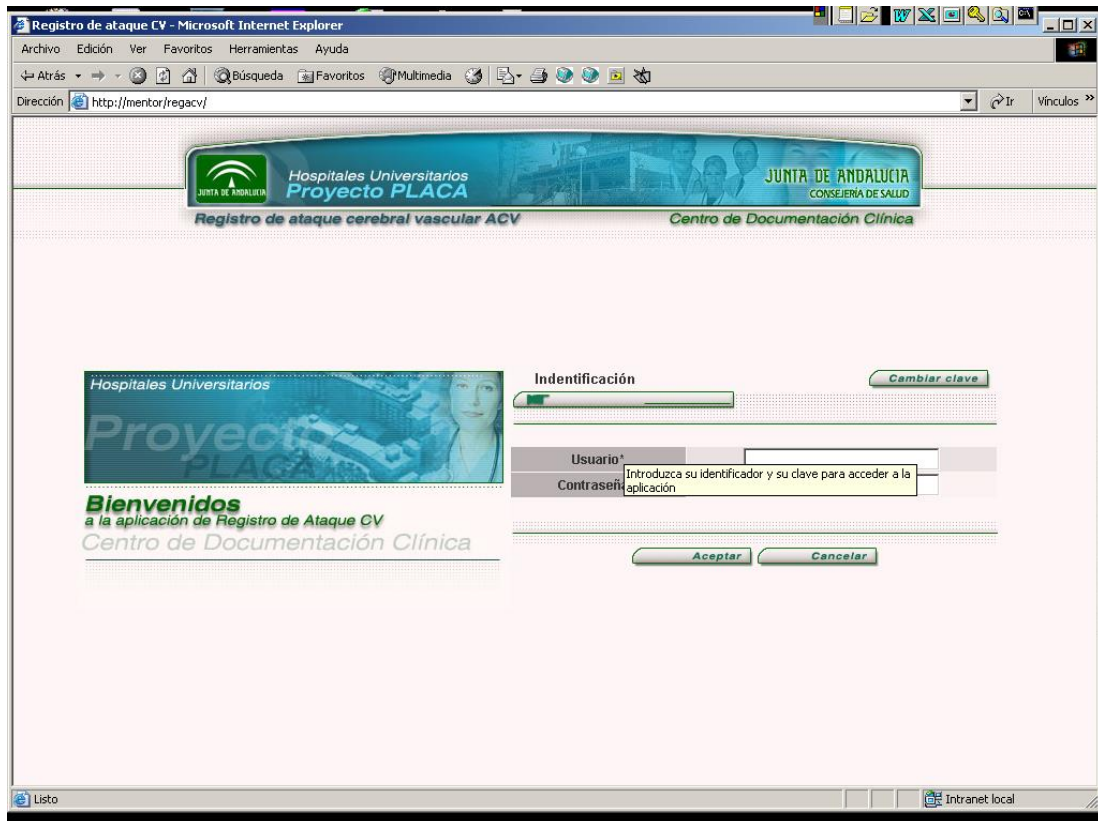 Registro de ataque CV - Microsoft Internet Explorer
Archivo Edición Ver Favoritos Herramientas Ayuda
Atrás Búsqueda Favoritos Multimedia
Dirección http://mentor/regacv/ Ir Vínculos »
JUNTA DE ANDALUCIA
Hospitales Universitarios
Proyecto PLACA
JUNTA DE ANDALUCIA
CONSEJERÍA DE SALUD
Registro de ataque cerebral vascular ACV
Centro de Documentación Clínica
Hospitales Universitarios
Proyecto
PLACA
Bienvenidos
a la aplicación de Registro de Ataque CV
Centro de Documentación Clínica
Indentificación
Cambiar clave
Usuario*
Contraseñ
Introduzca su identificador y su clave para acceder a la
aplicación
Aceptar Cancelar
Listo Intranet local